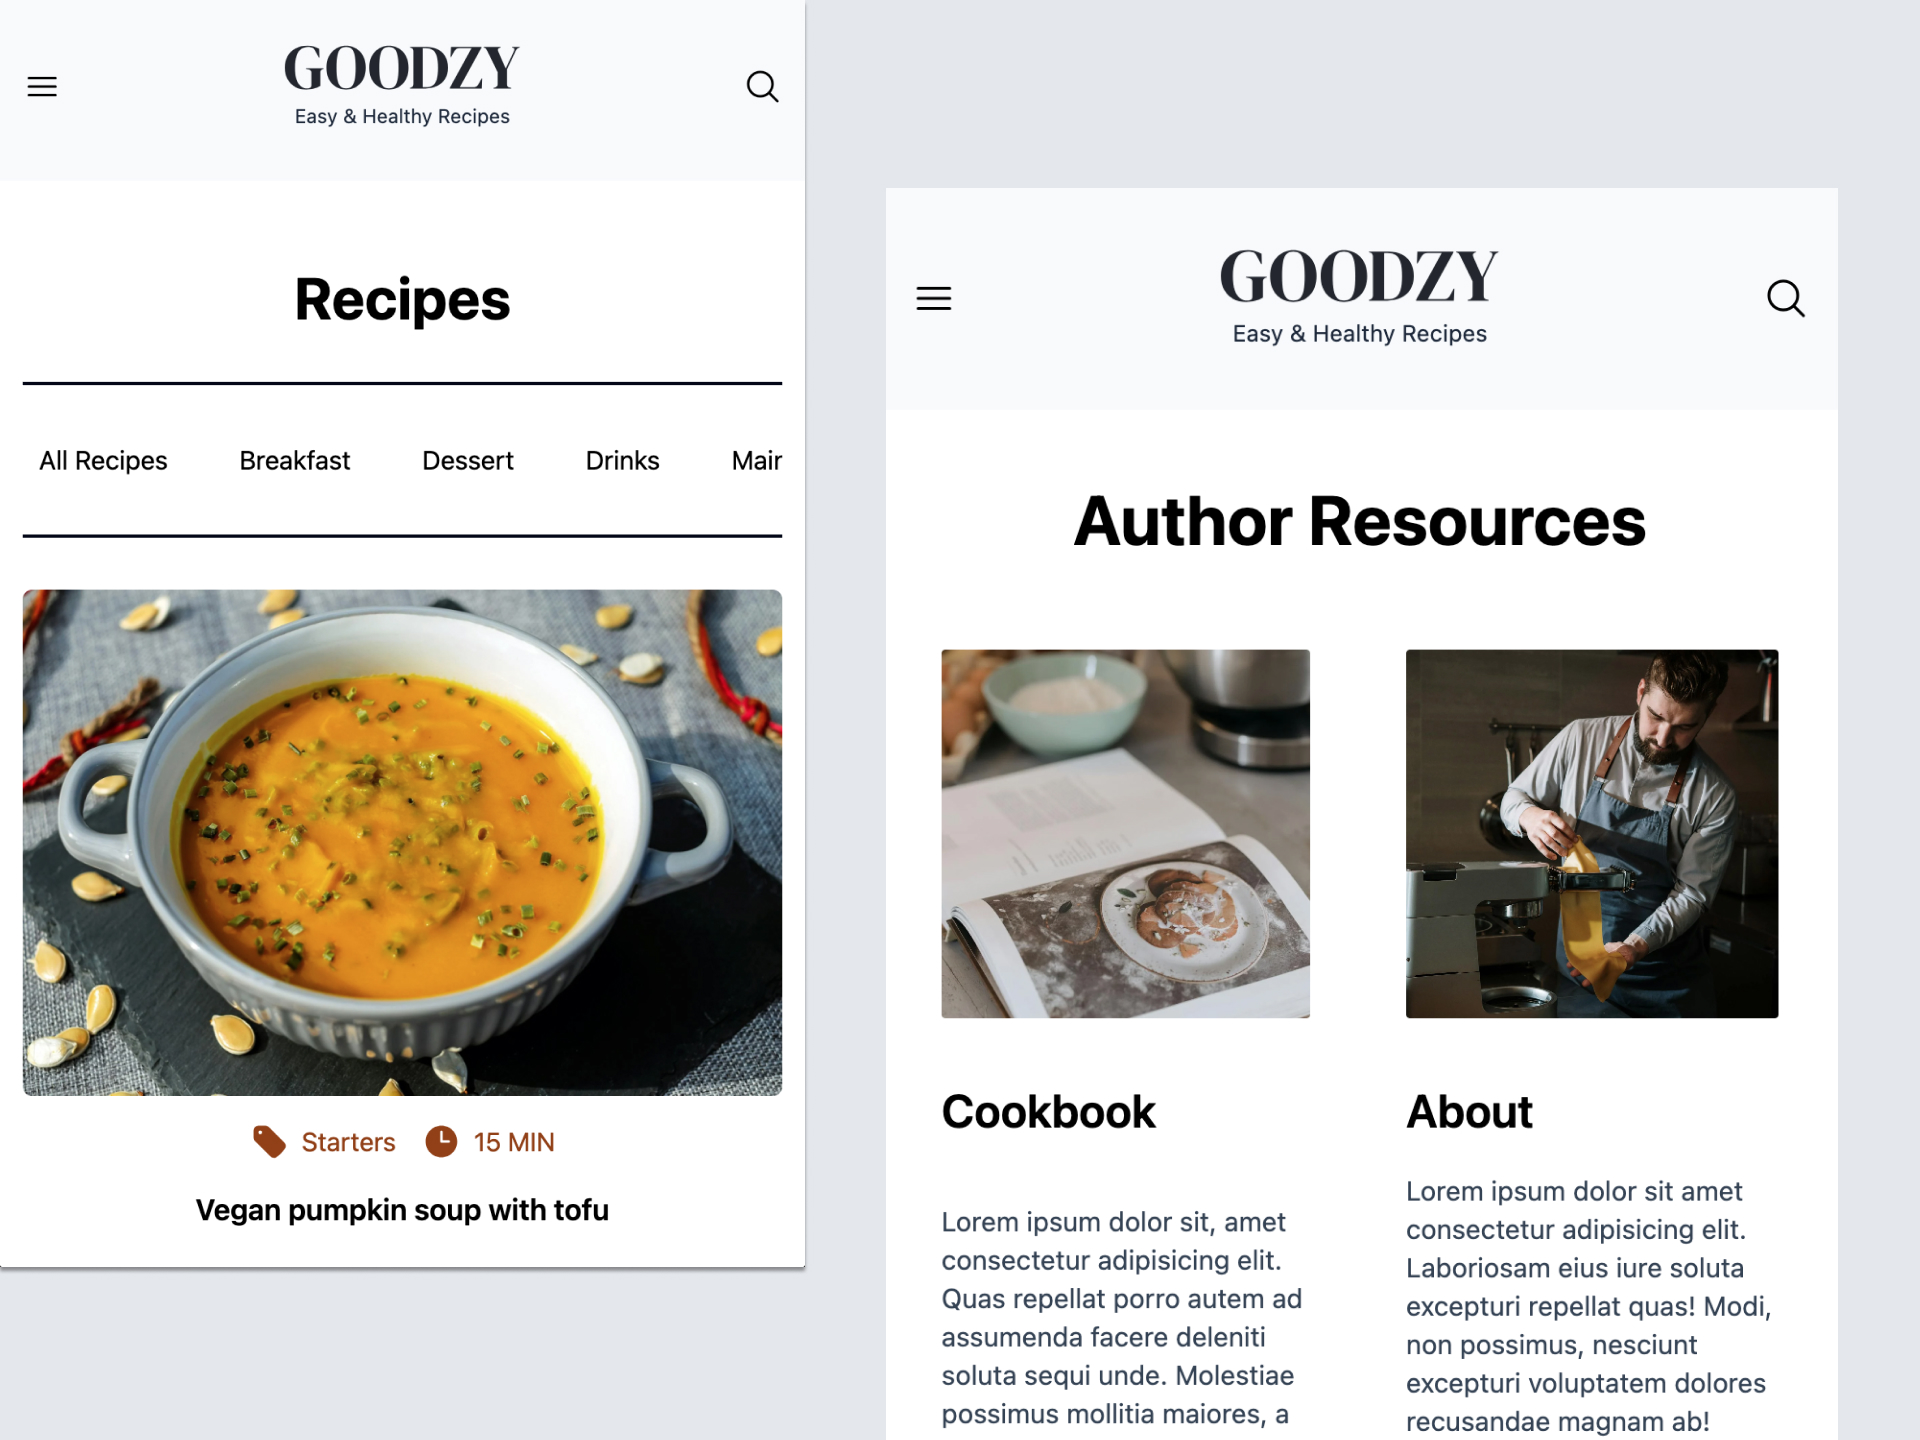 GOODZY
Easy & Healthy Recipes
Recipes
All Recipes Breakfast Dessert Drinks Mair
Starters 15 MIN
Vegan pumpkin soup with tofu
GOODZY
Easy & Healthy Recipes
Author Resources
Cookbook
Lorem ipsum dolor sit, amet
consectetur adipisicing elit.
Quas repellat porro autem ad
assumenda facere deleniti
soluta sequi unde. Molestiae
possimus mollitia maiores, a
About
Lorem ipsum dolor sit amet
consectetur adipisicing elit.
Laboriosam eius iure soluta
excepturi repellat quas! Modi,
non possimus, nesciunt
excepturi voluptatem dolores
recusandae magnam ab!